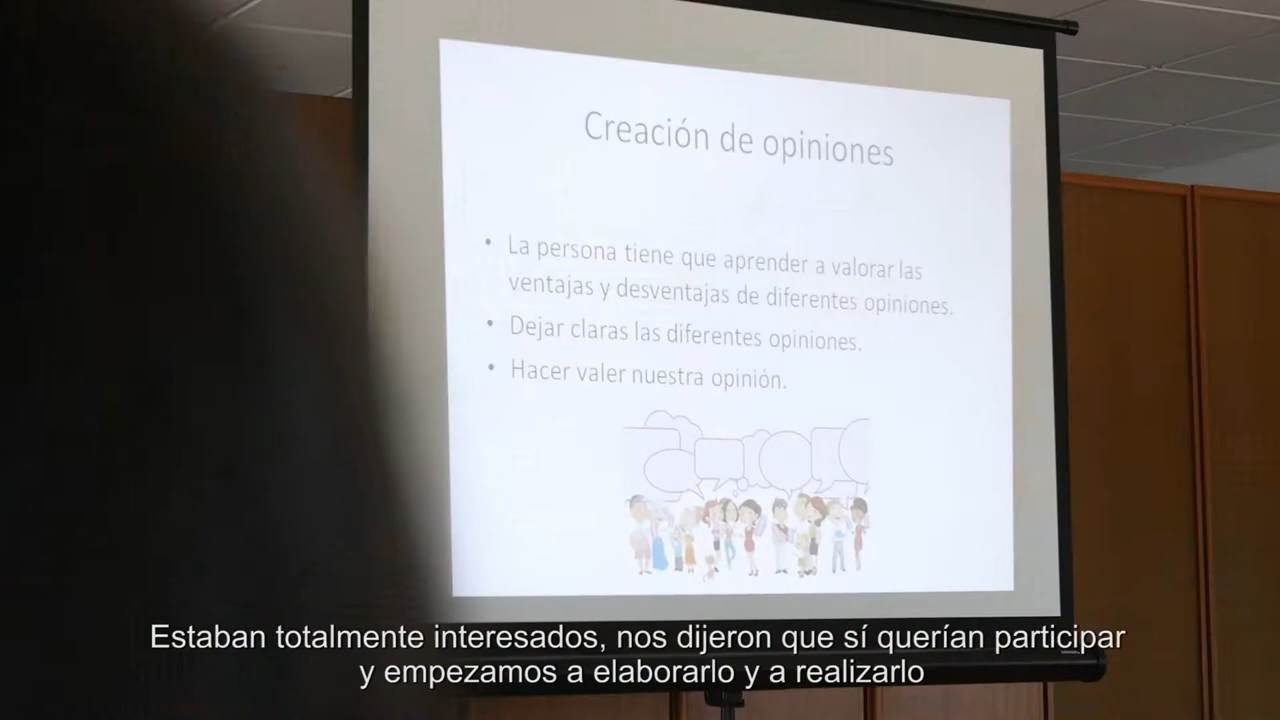 Creación de opiniones
• La persona tiene que aprender a valorar las
ventajas y desventajas de diferentes opiniones.
• Dejar claras las diferentes opiniones.
• Hacer valer nuestra opinión.
Estaban totalmente interesados, nos dijeron que sí querían participar
y empezamos a elaborarlo y a realizarlo